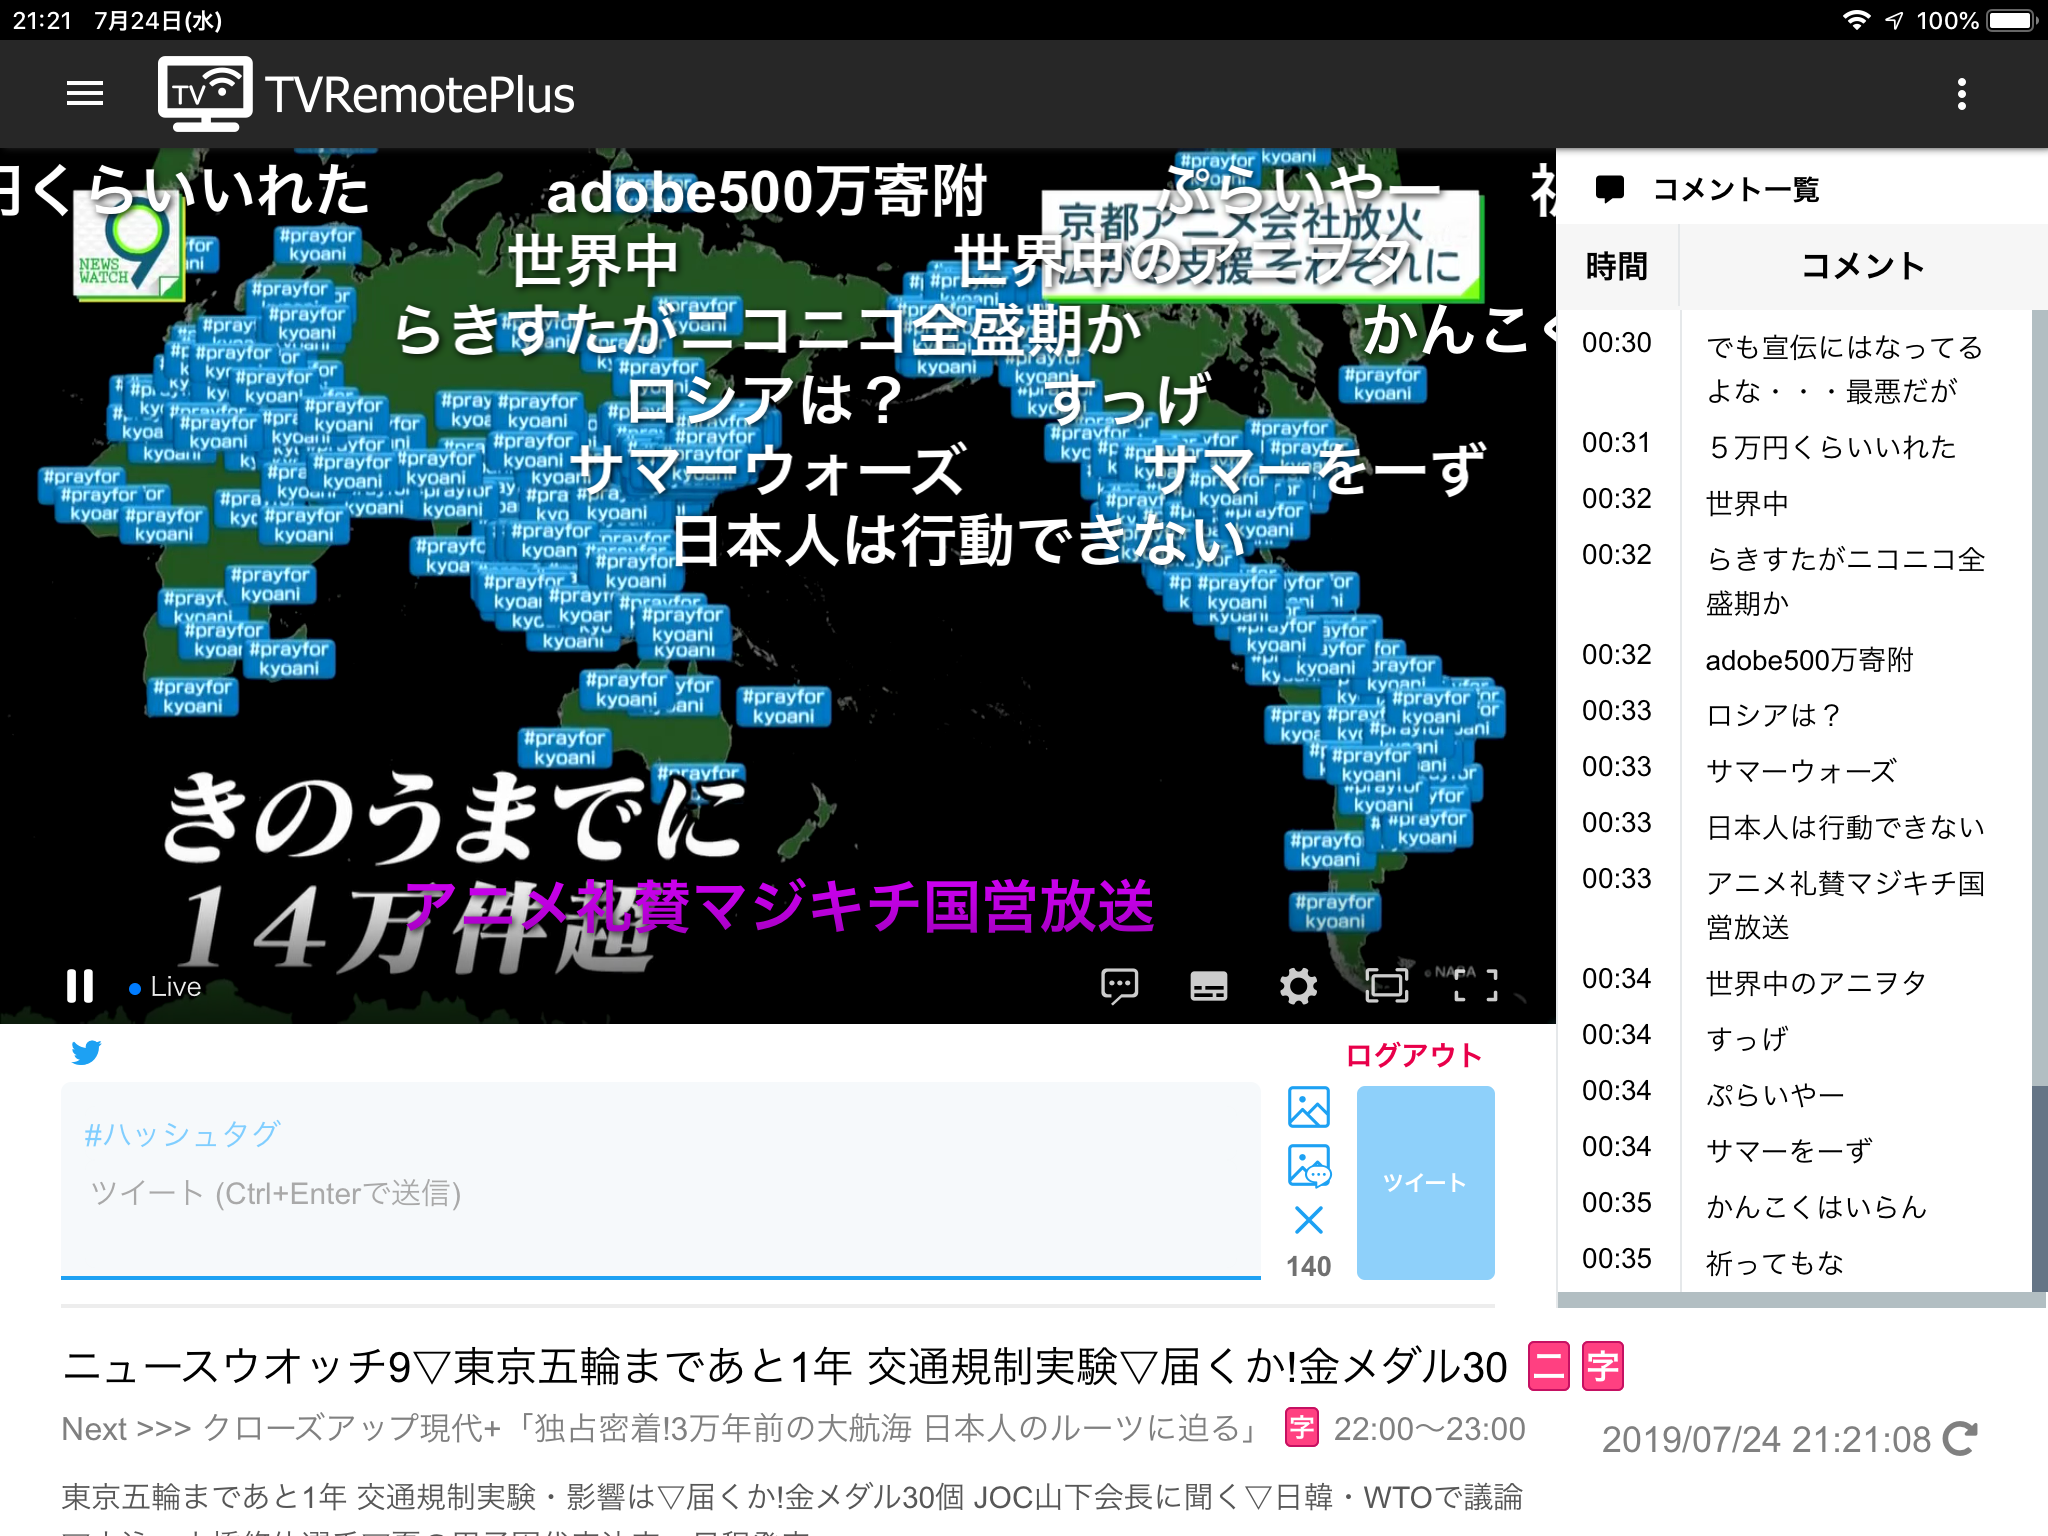 21:21 7月24日(水)
100%
TV TVRemotePlus
円くらいいれた
adobe500万寄附
ぷらいやー
NEWS
WATCH 9
京都アニメ会社放火
広がる支援 それぞれに
世界中
世界中のアニヲタ
らきすたがニコニコ全盛期か
かんこく
ロシアは？
すっげ
サマーウォーズ
サマーをーず
日本人は行動できない
#prayfor
kyoani
きのうまでに
14万件超
アニメ礼賛マジキチ国営放送
Live
© NASA
コメント一覧
時間 コメント
00:30 でも宣伝にはなってる
よな・・・最悪だが
00:31 ５万円くらいいれた
00:32 世界中
00:32 らきすたがニコニコ全
盛期か
00:32 adobe500万寄附
00:33 ロシアは？
00:33 サマーウォーズ
00:33 日本人は行動できない
00:33 アニメ礼賛マジキチ国
営放送
00:34 世界中のアニヲタ
00:34 すっげ
00:34 ぷらいやー
00:34 サマーをーず
00:35 かんこくはいらん
00:35 祈ってもな
ログアウト
#ハッシュタグ
ツイート (Ctrl+Enterで送信)
140
ツイート
ニュースウオッチ9▽東京五輪まであと1年 交通規制実験▽届くか!金メダル30 二 字
Next >>> クローズアップ現代+「独占密着!3万年前の大航海 日本人のルーツに迫る」 字 22:00〜23:00
2019/07/24 21:21:08
東京五輪まであと1年 交通規制実験・影響は▽届くか!金メダル30個 JOC山下会長に聞く▽日韓・WTOで議論